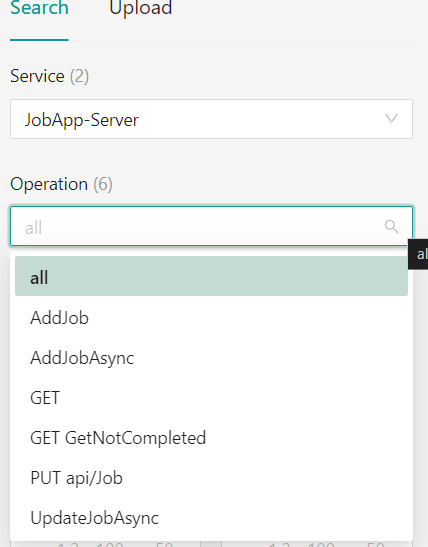 Search Upload
Service (2)
JobApp-Server
Operation (6)
all
al
all
AddJob
AddJobAsync
GET
GET GetNotCompleted
PUT api/Job
UpdateJobAsync